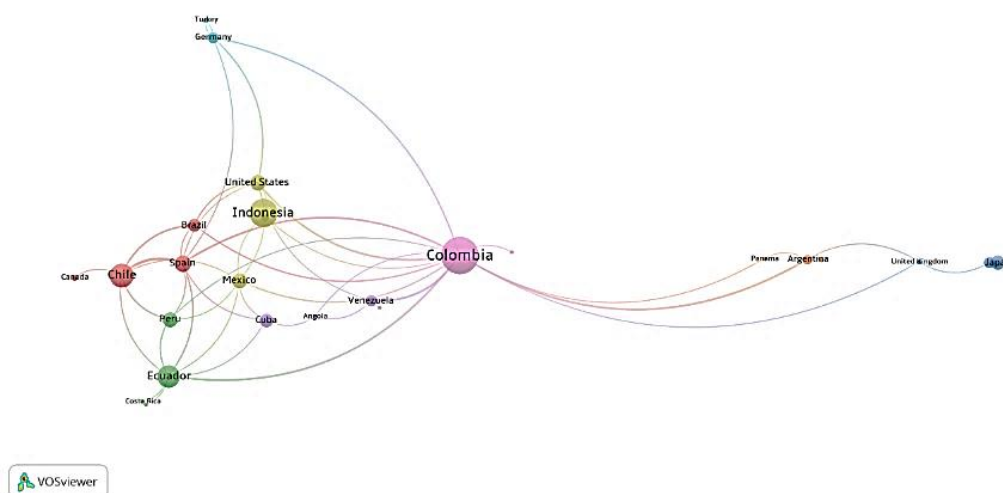 Turkey
Germany
United States
Indonesia
Brazil
Colombia
Panama
Argentina
United Kingdom
Japa
Spain
Canada
Chile
Mexico
Venezuela
Peru
Cuba
Angola
Ecuador
Costa Rica
VOSviewer